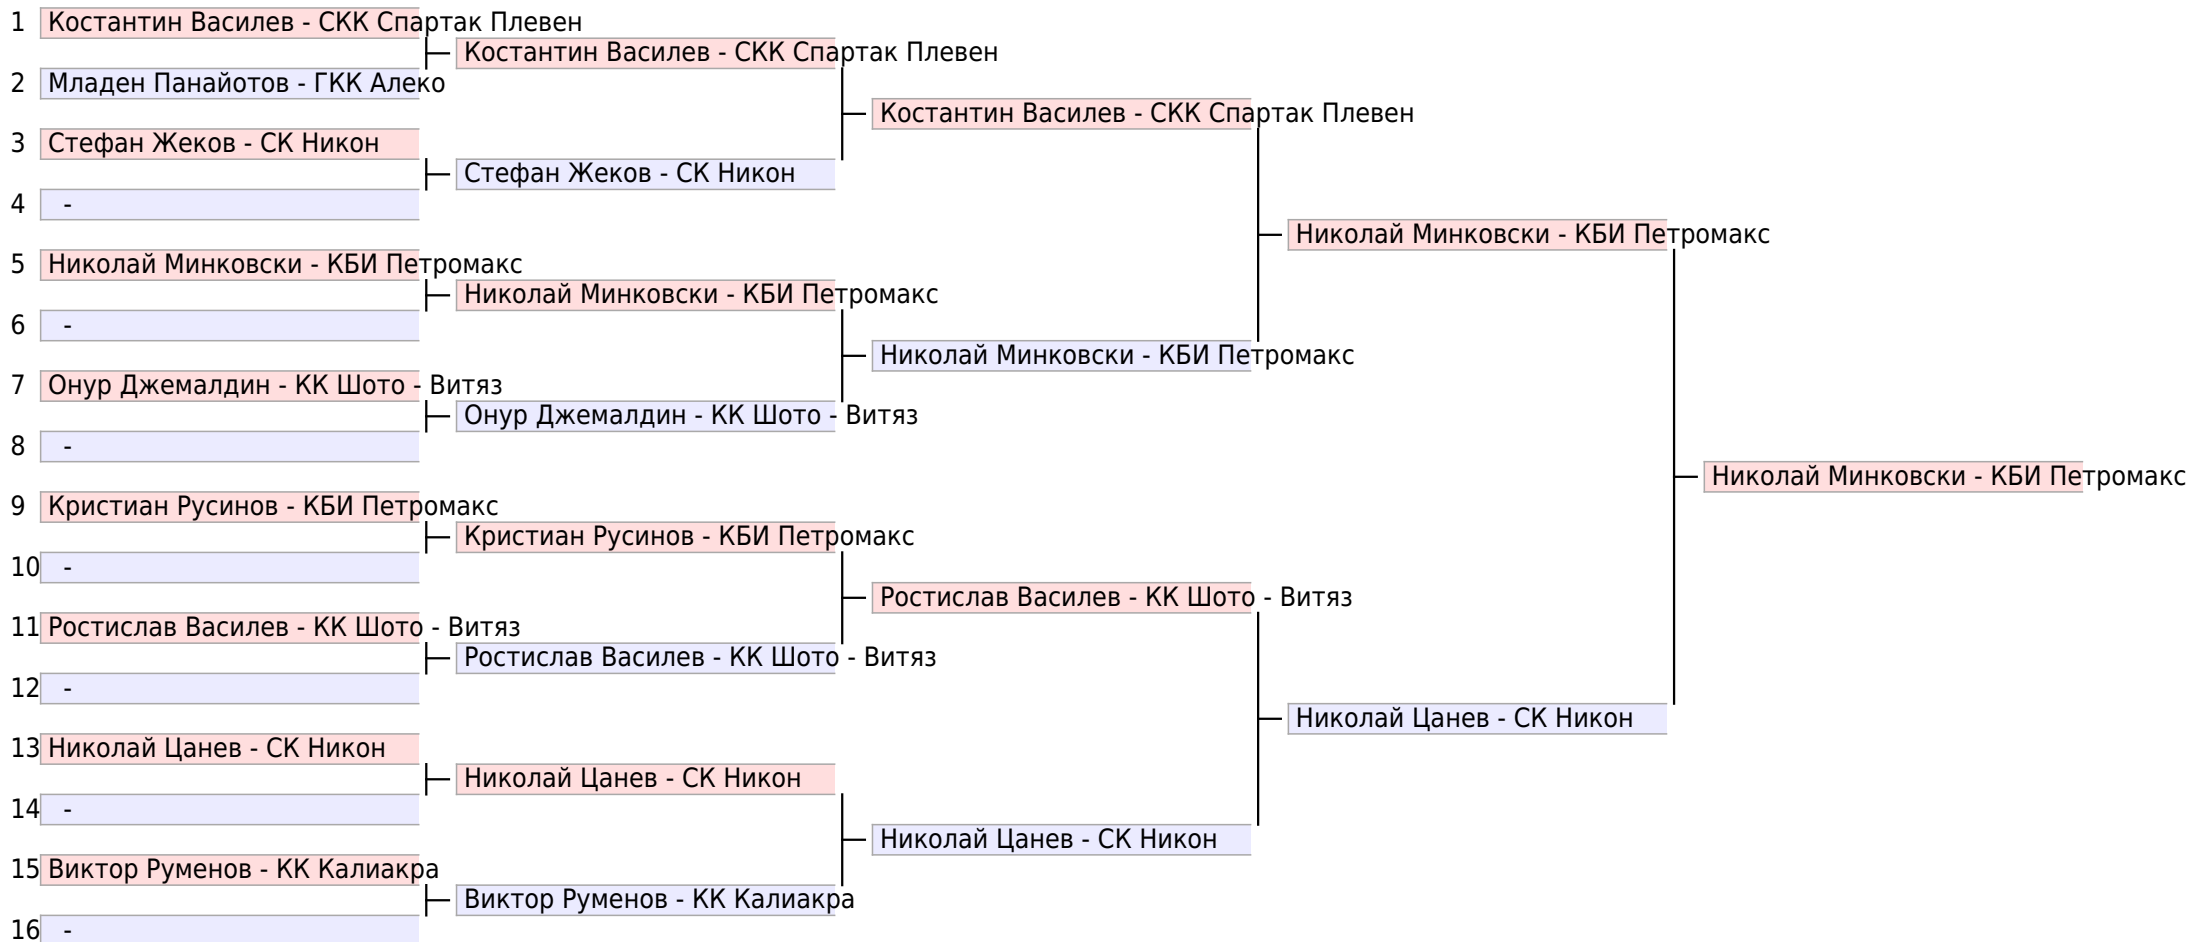 1 Костантин Василев - СКК Спартак Плевен
Костантин Василев - СКК Спартак Плевен
2 Младен Панайотов - ГКК Алеко
Костантин Василев - СКК Спартак Плевен
3 Стефан Жеков - СК Никон
Стефан Жеков - СК Никон
4 -
Николай Минковски - КБИ Петромакс
5 Николай Минковски - КБИ Петромакс
Николай Минковски - КБИ Петромакс
6 -
Николай Минковски - КБИ Петромакс
7 Онур Джемалдин - КК Шото - Витяз
Онур Джемалдин - КК Шото - Витяз
8 -
Николай Минковски - КБИ Петромакс
9 Кристиан Русинов - КБИ Петромакс
Кристиан Русинов - КБИ Петромакс
10 -
Ростислав Василев - КК Шото - Витяз
11 Ростислав Василев - КК Шото - Витяз
Ростислав Василев - КК Шото - Витяз
12 -
Николай Цанев - СК Никон
13 Николай Цанев - СК Никон
Николай Цанев - СК Никон
14 -
Николай Цанев - СК Никон
15 Виктор Руменов - КК Калиакра
Виктор Руменов - КК Калиакра
16 -